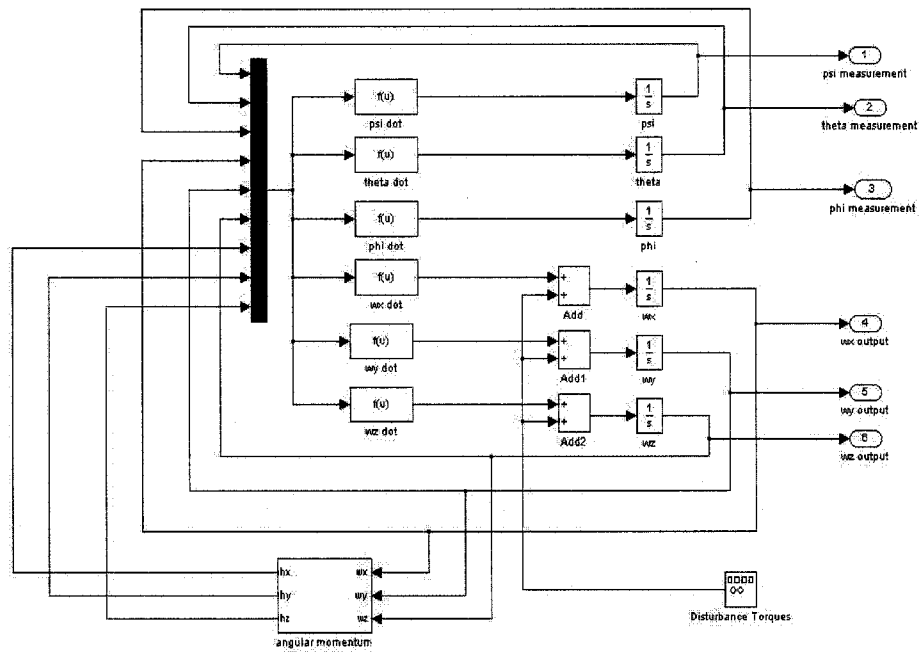 1
psi measurement
f(u)
psi dot
1
s
psi
2
theta measurement
f(u)
theta dot
1
s
theta
3
phi measurement
f(u)
phi dot
1
s
phi
f(u)
wx dot
+
+
Add
1
s
wx
4
wx output
f(u)
wy dot
+
+
Add1
1
s
wy
5
wy output
f(u)
wz dot
+
+
Add2
1
s
wz
6
wz output
hx
wx
hy
wy
hz
wz
angular momentum
Disturbance Torques